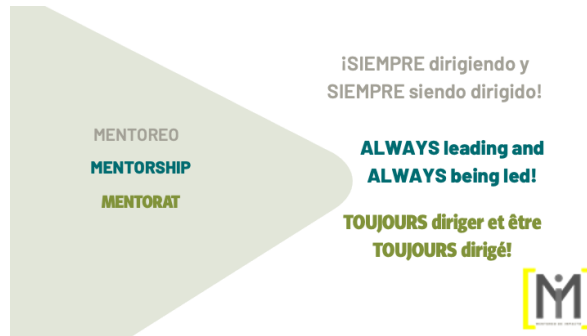 MENTOREO
MENTORSHIP
MENTORAT
¡SIEMPRE dirigiendo y
SIEMPRE siendo dirigido!
ALWAYS leading and
ALWAYS being led!
TOUJOURS diriger et être
TOUJOURS dirigé!